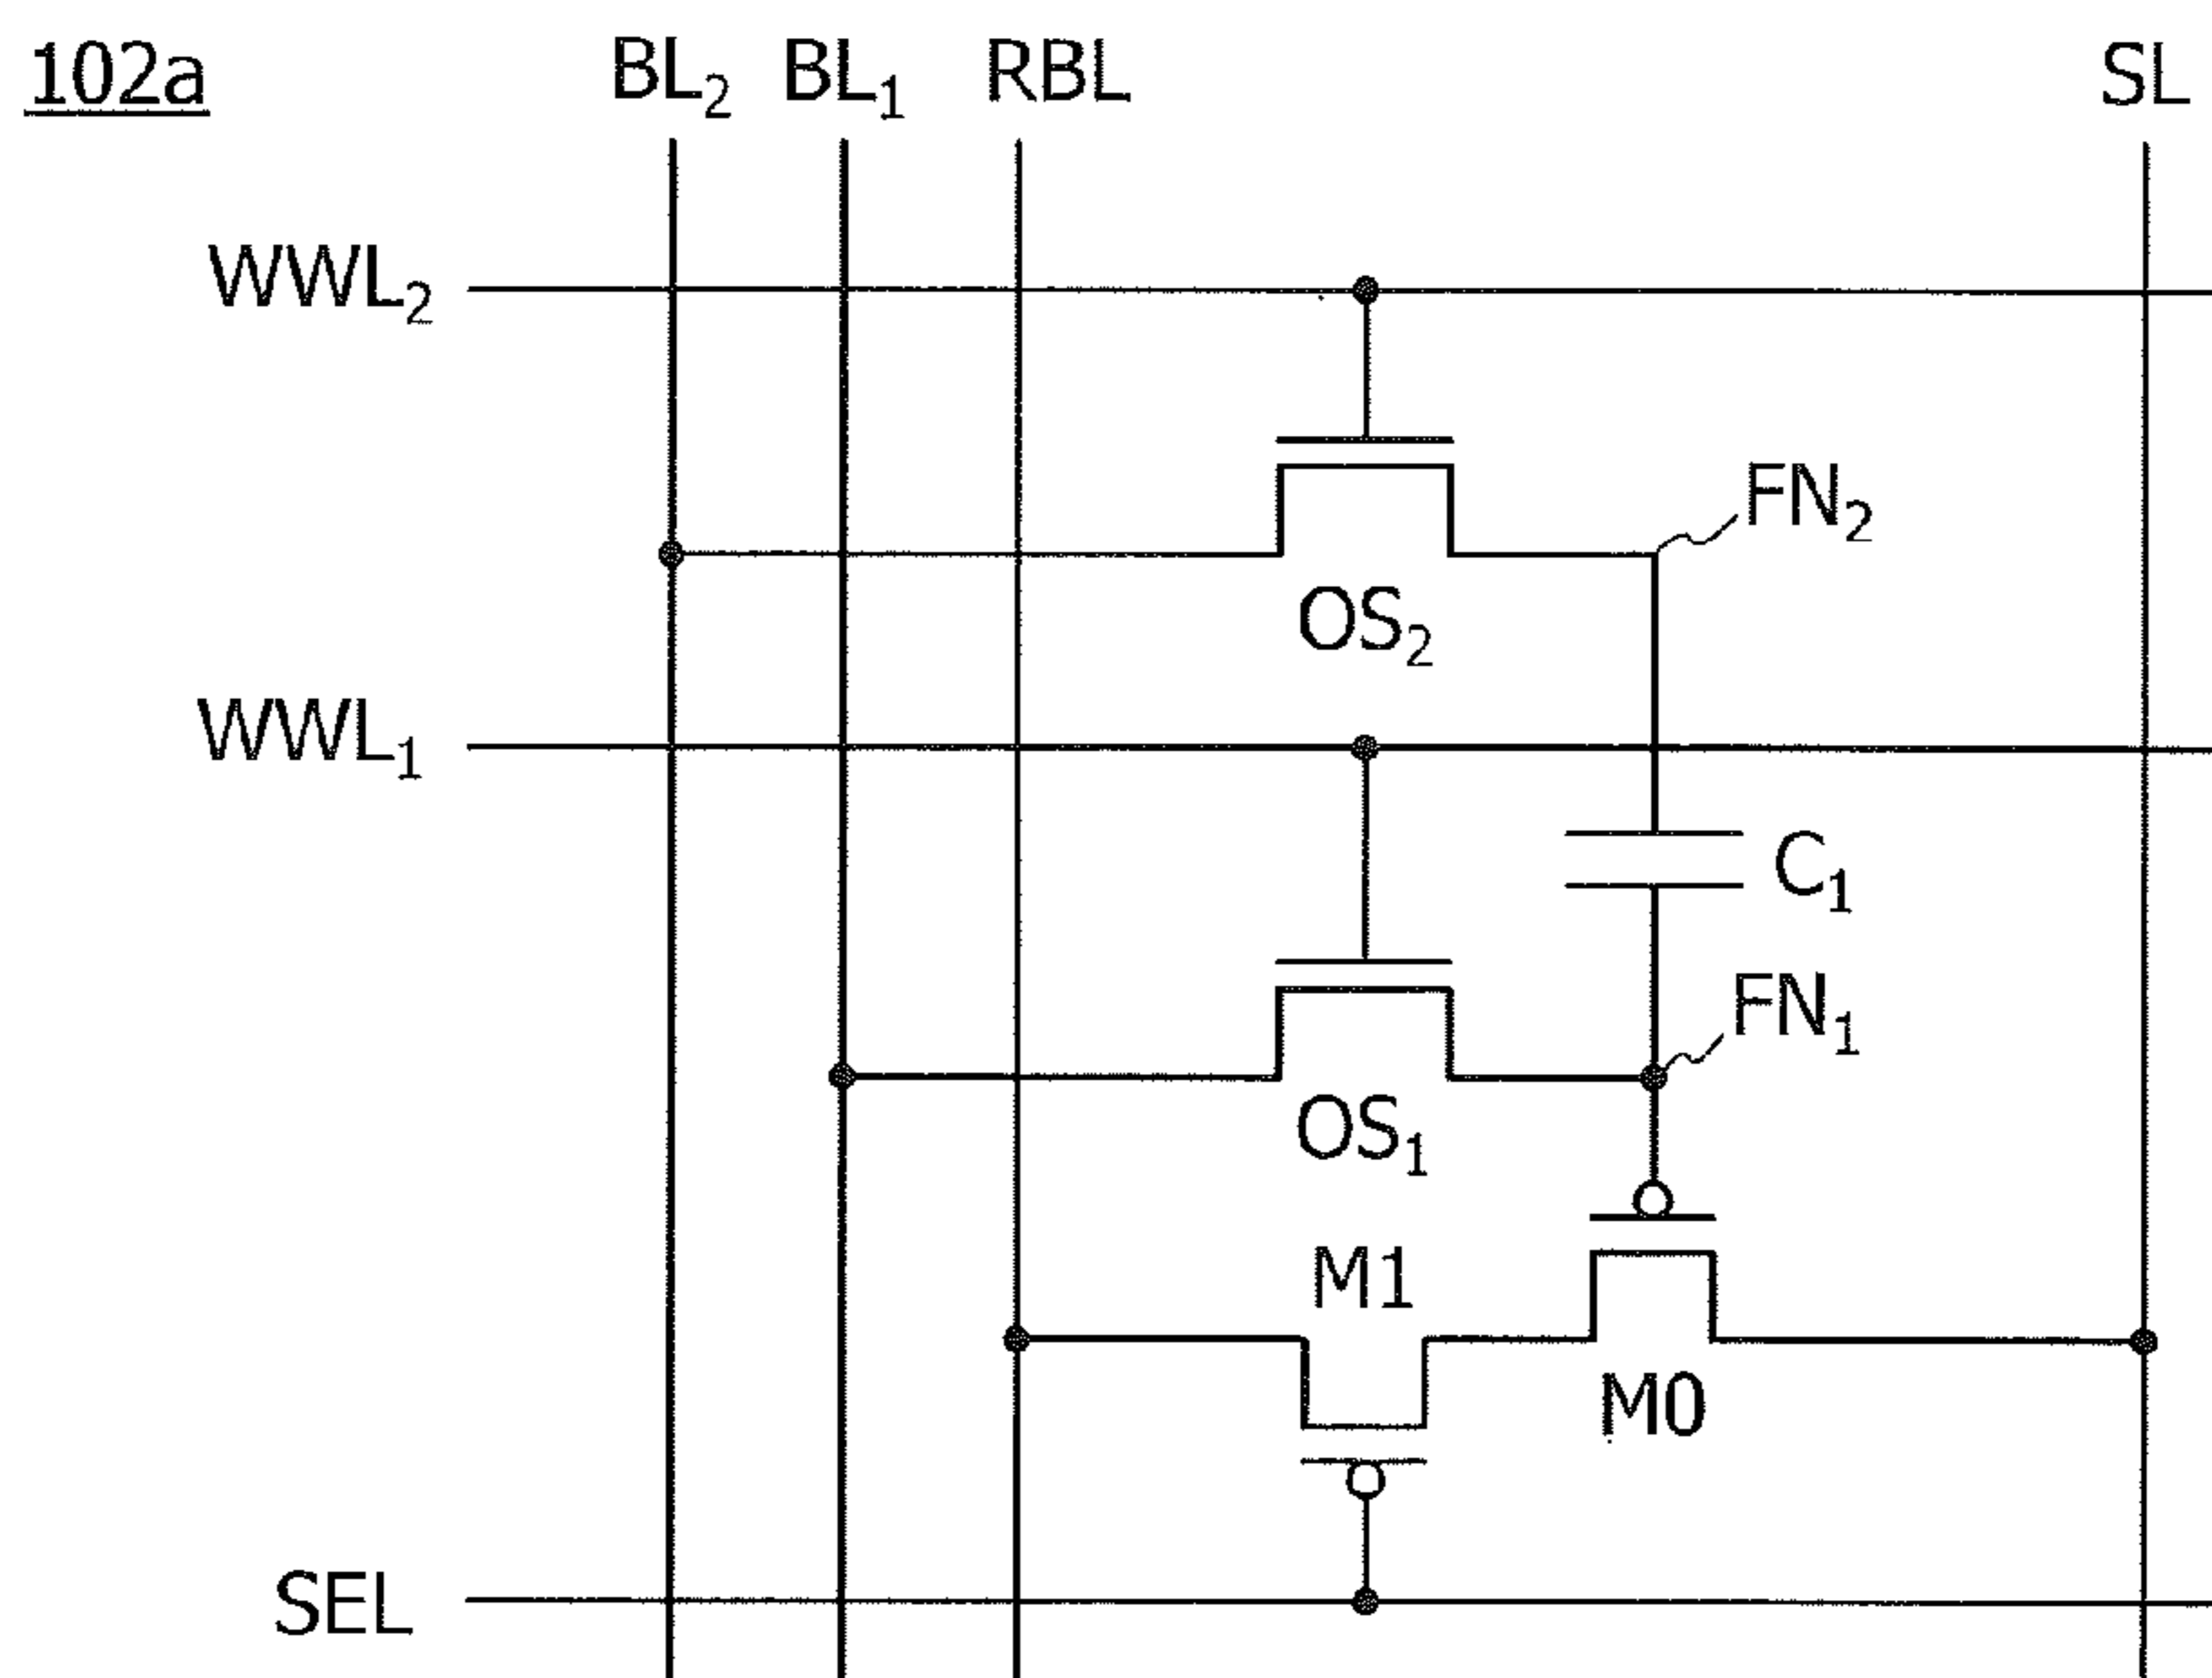 102a
BL₂ BL₁ RBL SL
WWL₂
FN₂
OS₂
WWL₁
C₁
FN₁
OS₁
M1
M0
SEL